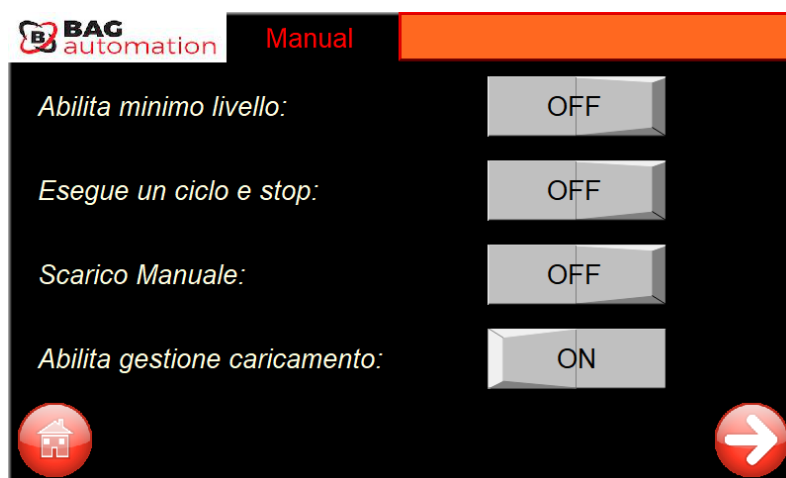 BAG
automation
Manual
Abilita minimo livello:
OFF
Esegue un ciclo e stop:
OFF
Scarico Manuale:
OFF
Abilita gestione caricamento:
ON